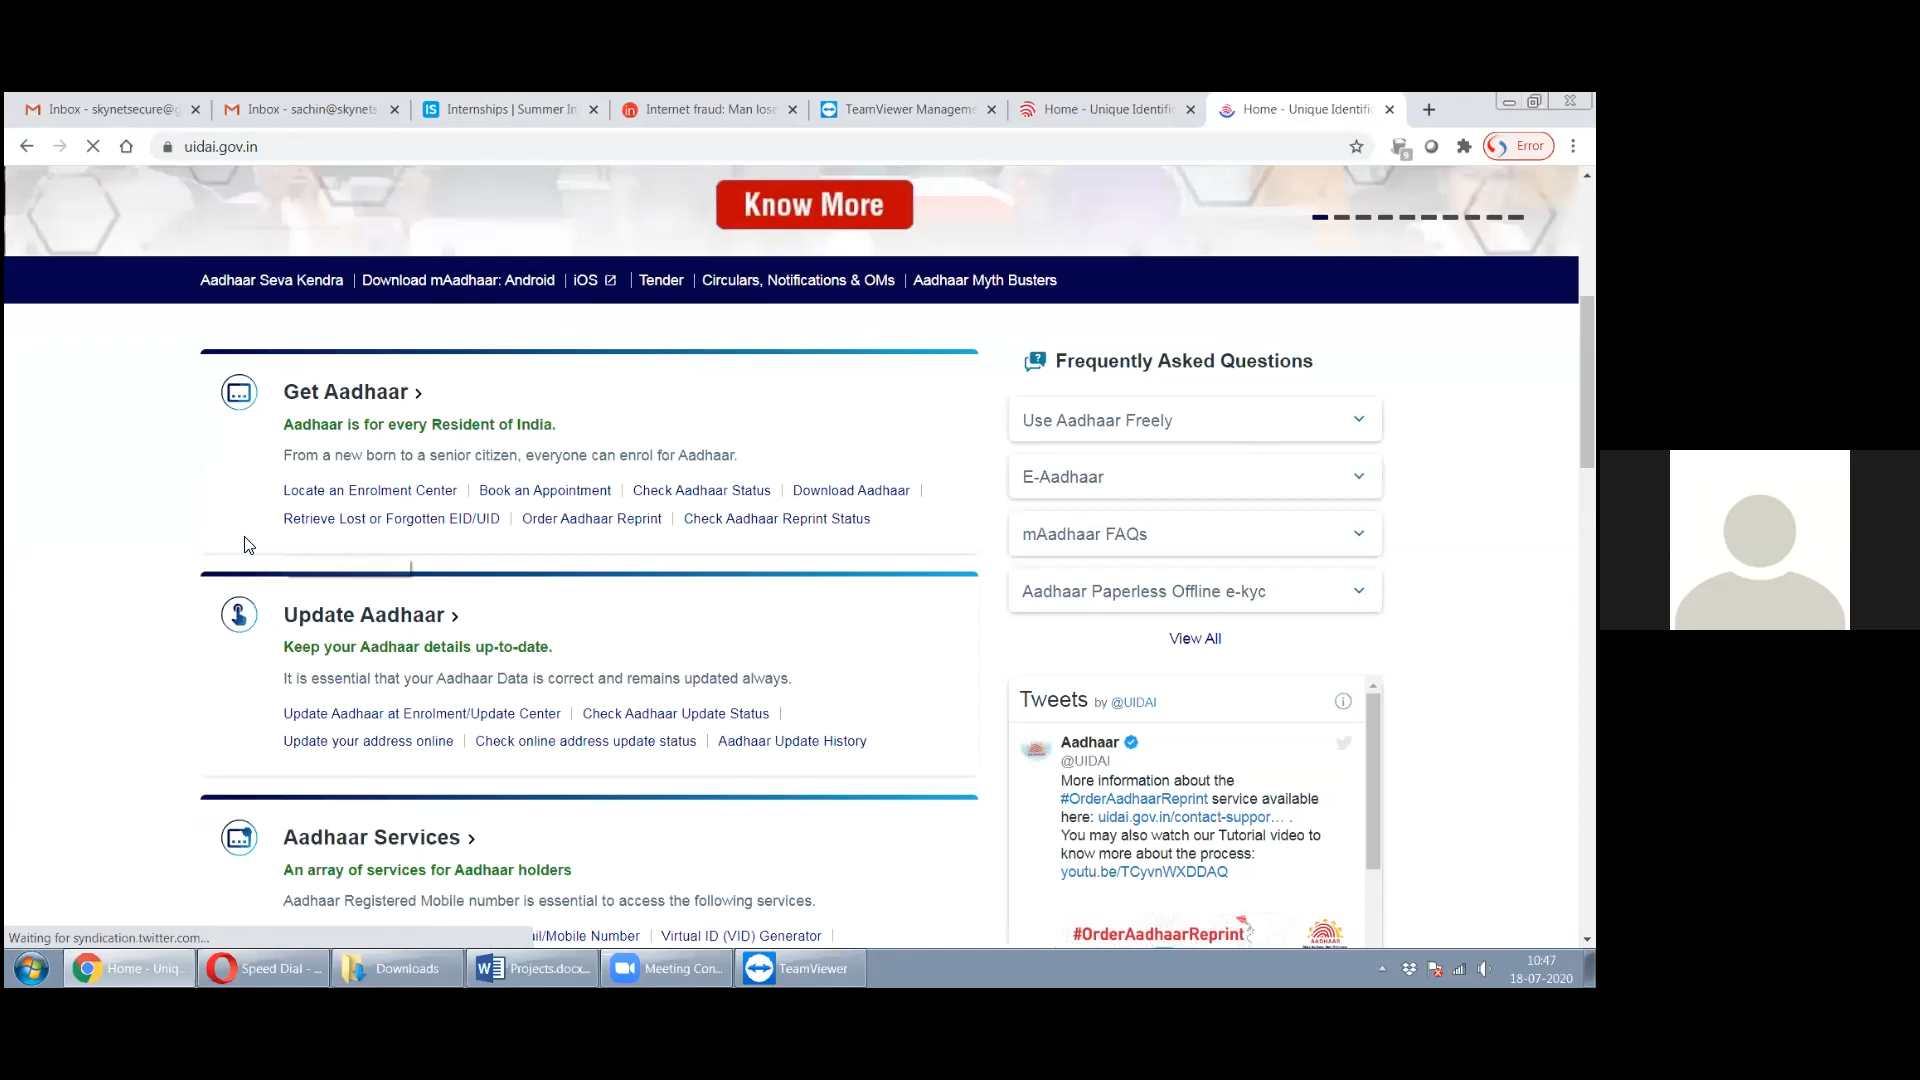 Inbox - skynetsecure@g
Inbox - sachin@skynets
Internships | Summer In
Internet fraud: Man lose
TeamViewer Manageme
Home - Unique Identific
Home - Unique Identific
uidai.gov.in
9
Error
Know More
Aadhaar Seva Kendra | Download mAadhaar: Android | iOS | Tender | Circulars, Notifications & OMs | Aadhaar Myth Busters
Get Aadhaar ›
Aadhaar is for every Resident of India.
From a new born to a senior citizen, everyone can enrol for Aadhaar.
Locate an Enrolment Center | Book an Appointment | Check Aadhaar Status | Download Aadhaar |
Retrieve Lost or Forgotten EID/UID | Order Aadhaar Reprint | Check Aadhaar Reprint Status
Update Aadhaar ›
Keep your Aadhaar details up-to-date.
It is essential that your Aadhaar Data is correct and remains updated always.
Update Aadhaar at Enrolment/Update Center | Check Aadhaar Update Status |
Update your address online | Check online address update status | Aadhaar Update History
Aadhaar Services ›
An array of services for Aadhaar holders
Aadhaar Registered Mobile number is essential to access the following services.
ail/Mobile Number | Virtual ID (VID) Generator |
Frequently Asked Questions
Use Aadhaar Freely
E-Aadhaar
mAadhaar FAQs
Aadhaar Paperless Offline e-kyc
View All
Tweets by @UIDAI
Aadhaar
@UIDAI
More information about the
#OrderAadhaarReprint service available
here: uidai.gov.in/contact-suppor… .
You may also watch our Tutorial video to
know more about the process:
youtu.be/TCyvnWXDDAQ
#OrderAadhaarReprint
AADHAAR
Waiting for syndication.twitter.com...
Home - Uniq
Speed Dial - ...
Downloads
Projects.docx...
Meeting Con...
TeamViewer
10:47
18-07-2020